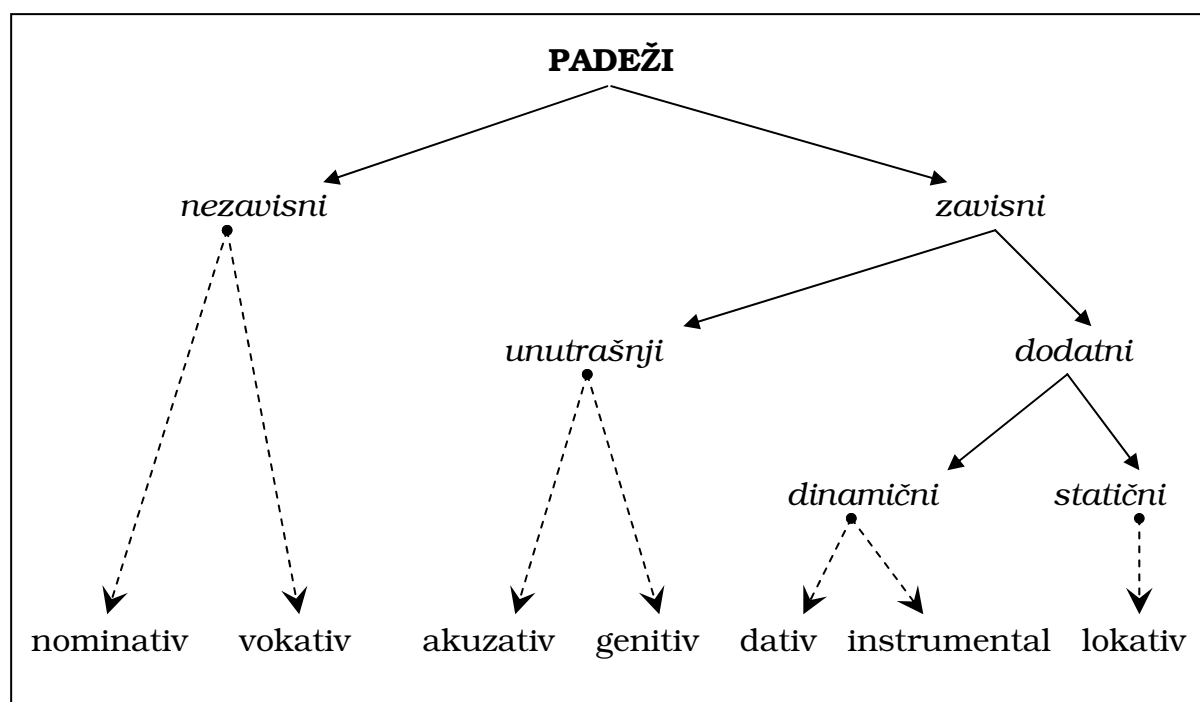 PADEŽI
nezavisni zavisni
unutrašnji dodatni
dinamični statični
nominativ vokativ akuzativ genitiv dativ instrumental lokativ